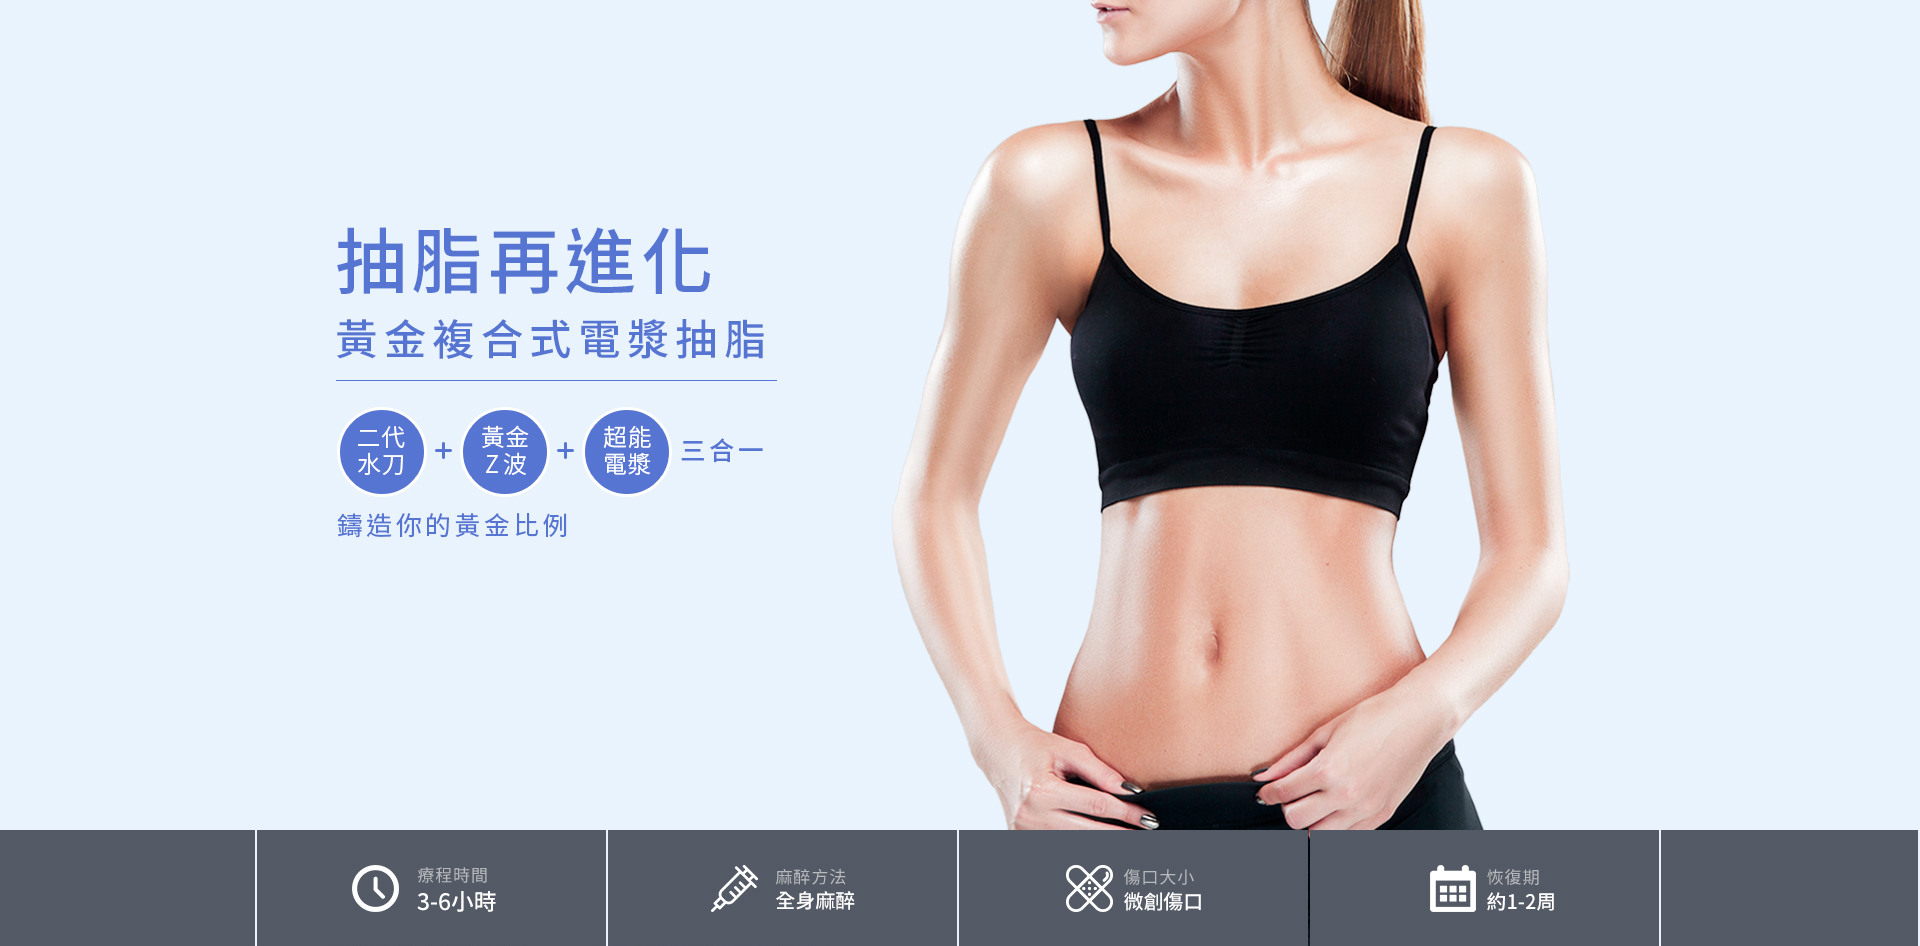 抽脂再進化
黃金複合式電漿抽脂
二代
水刀
+
黃金
Z波
+
超能
電漿
三合一
鑄造你的黃金比例
療程時間
3-6小時
麻醉方法
全身麻醉
傷口大小
微創傷口
恢復期
約1-2周